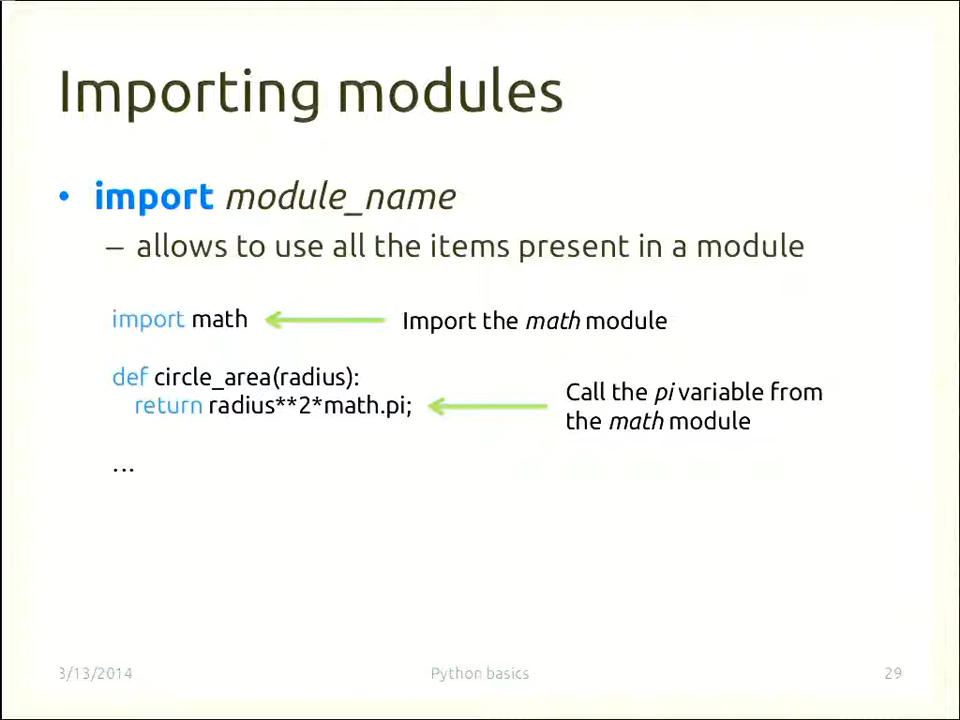 Importing modules
• import module_name
– allows to use all the items present in a module
import math
Import the math module
def circle_area(radius):
return radius**2*math.pi;
Call the pi variable from
the math module
...
3/13/2014
Python basics
29